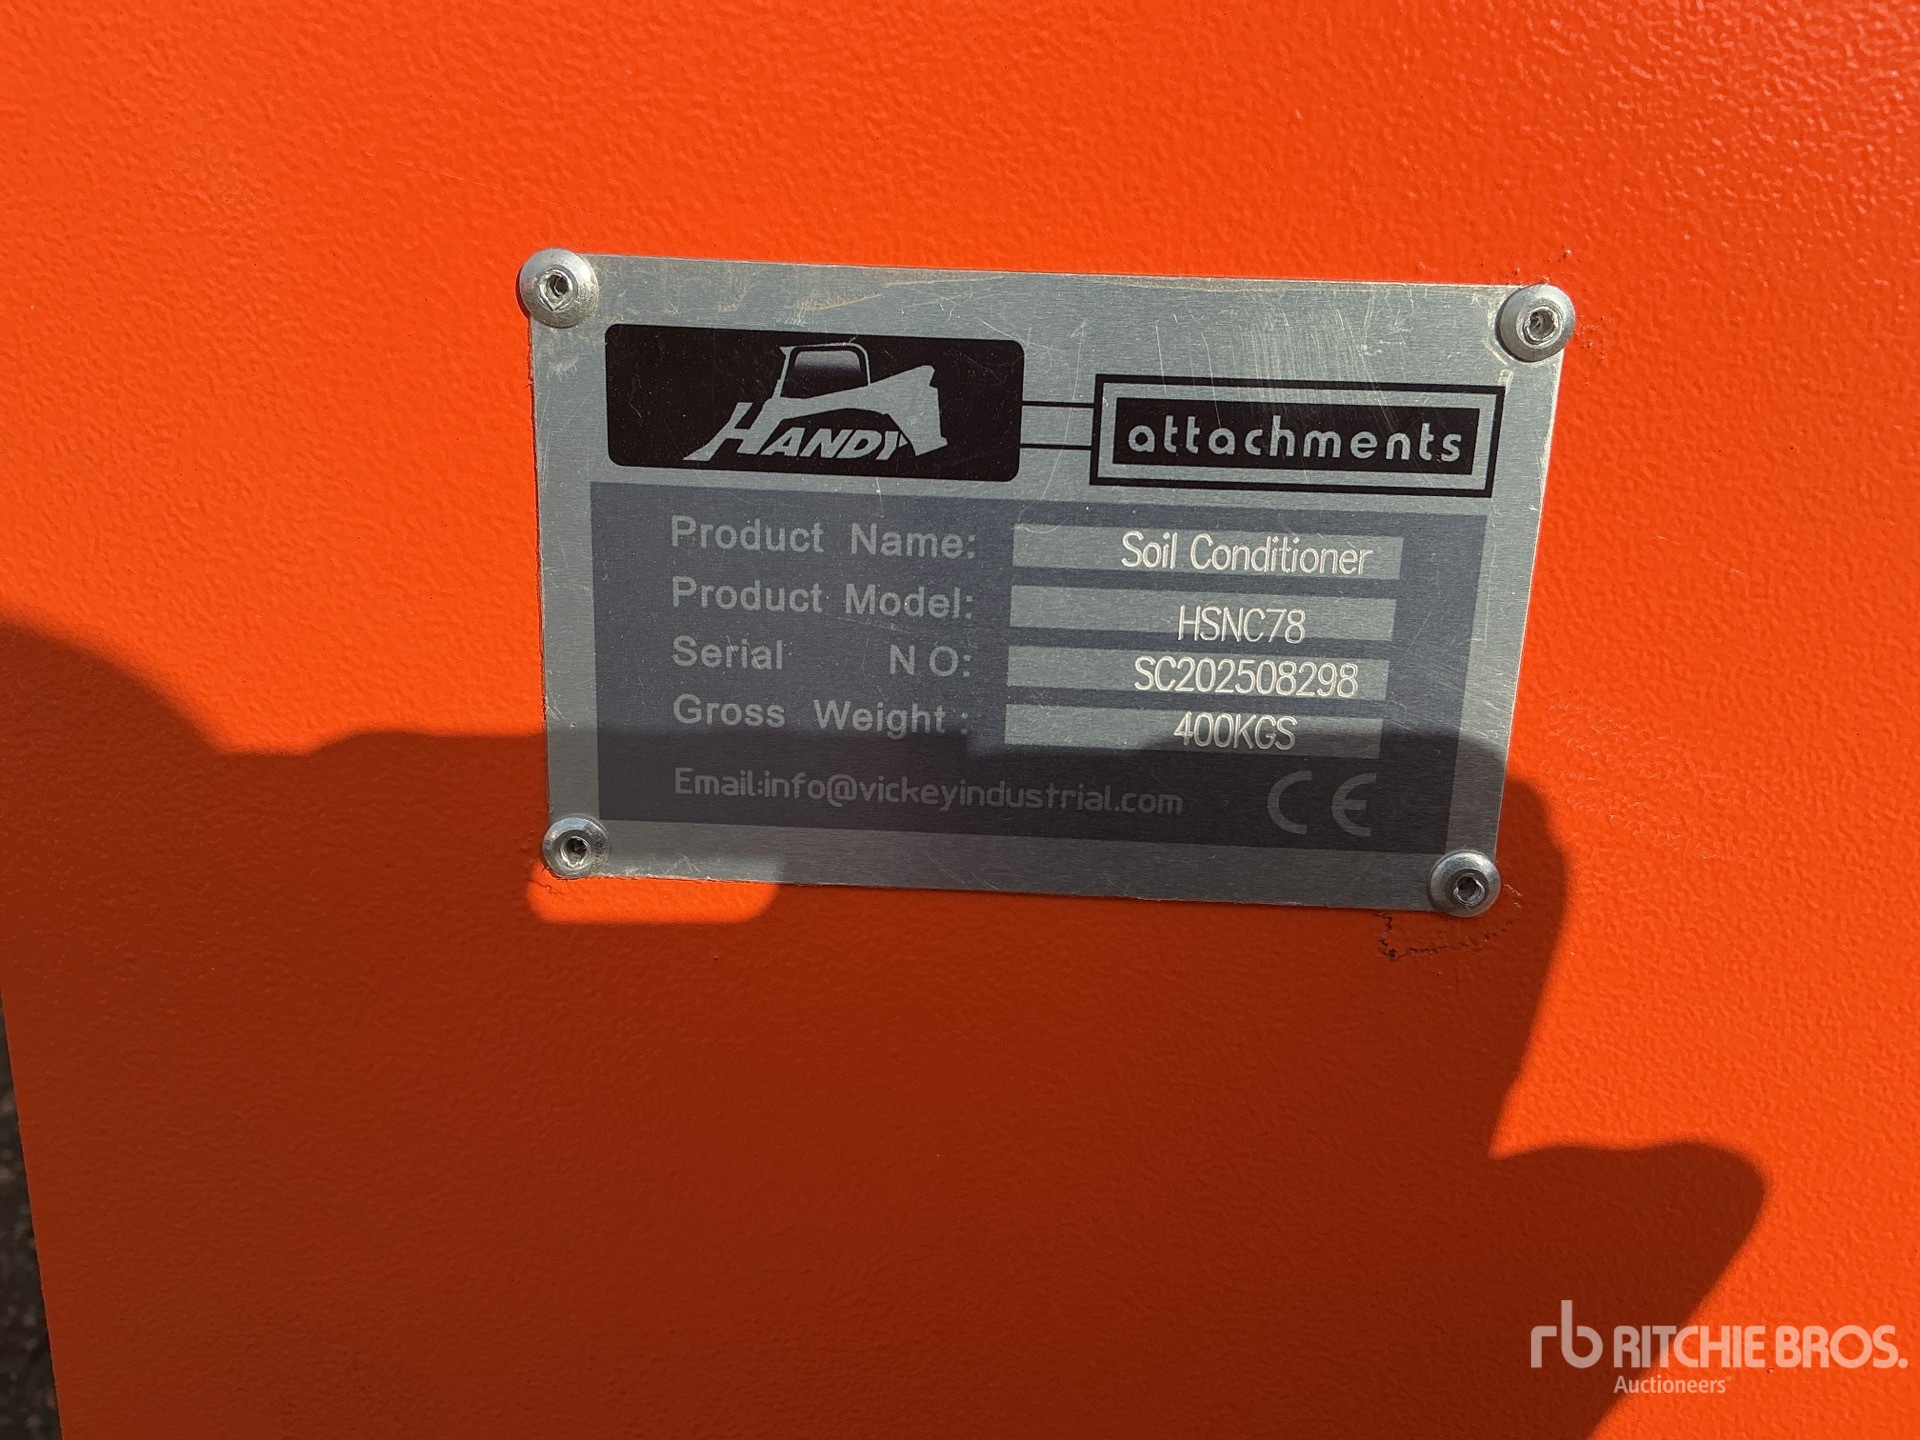 HANDY attachments
Product Name: Soil Conditioner
Product Model: HSNC78
Serial NO: SC202508298
Gross Weight: 400KGS
Email:info@vickeyindustrial.com CE
rb RITCHIE BROS.
Auctioneers